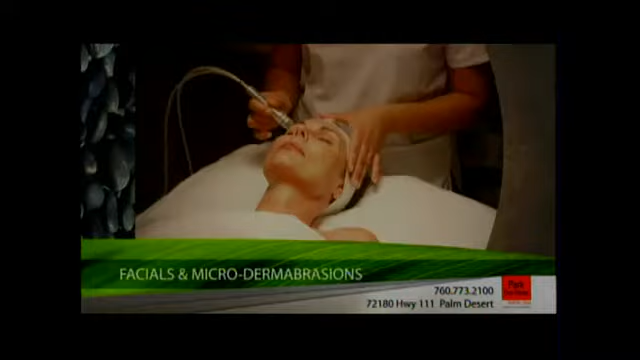 FACIALS & MICRO-DERMABRASIONS
760.773.2100
72180 Hwy 111 Palm Desert